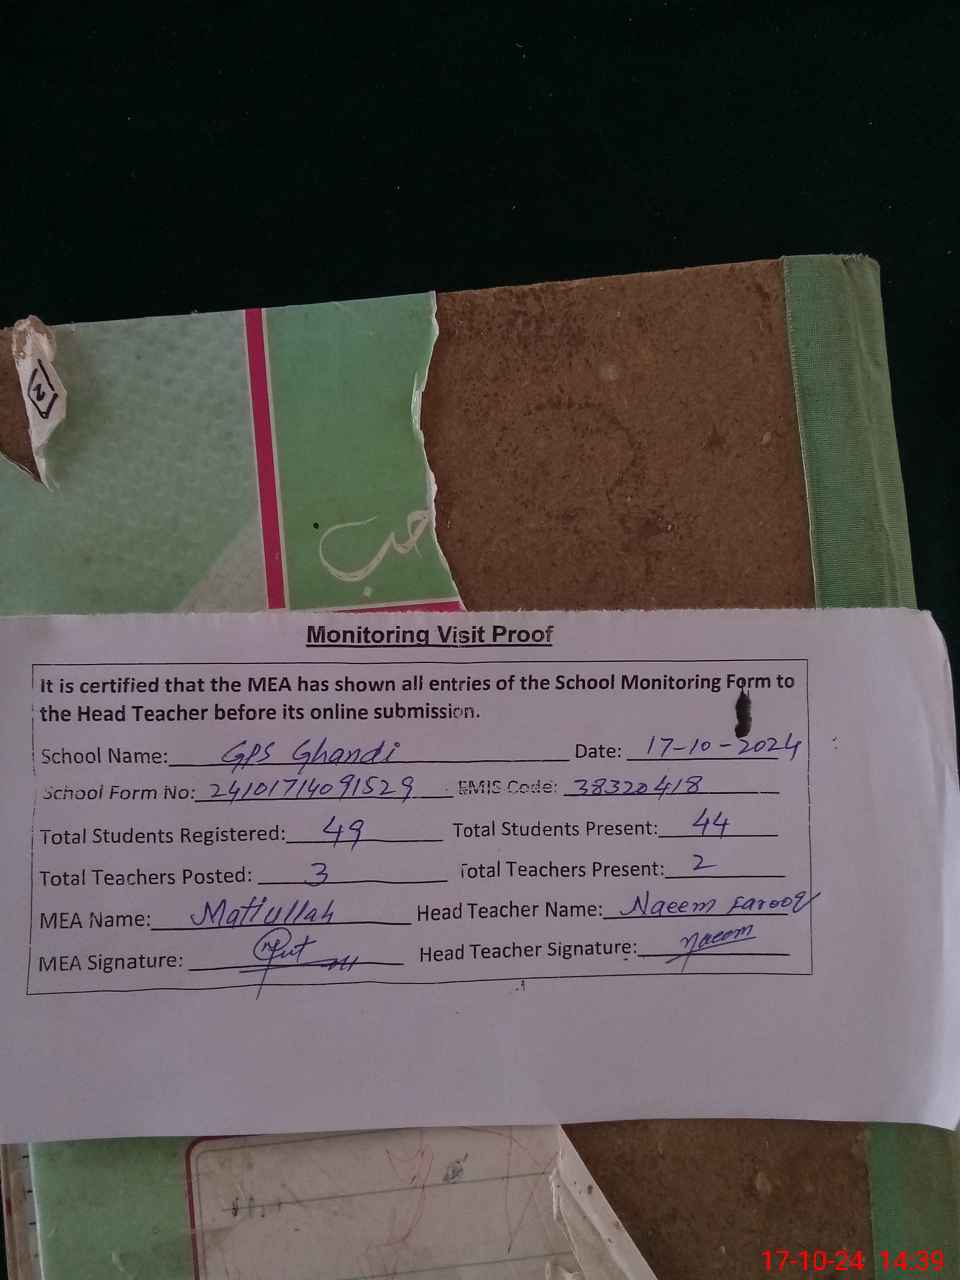 حب
Monitoring Visit Proof
It is certified that the MEA has shown all entries of the School Monitoring Form to
the Head Teacher before its online submission.
School Name: GPS Ghandi Date: 17-10-2024
School Form No: 24101714091529 EMIS Code: 38320418
Total Students Registered: 49 Total Students Present: 44
Total Teachers Posted: 3 Total Teachers Present: 2
MEA Name: Matiullah Head Teacher Name: Naeem Farooq
MEA Signature: Head Teacher Signature: naeem
17-10-24 14:39